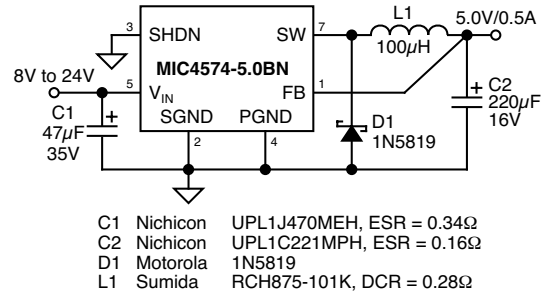 L1
5.0V/0.5A
3
SHDN
SW
7
100µH
MIC4574-5.0BN
8V to 24V
5
VIN
FB
1
C2
220µF
16V
C1
47µF
35V
SGND
PGND
D1
1N5819
2
4
C1 Nichicon UPL1J470MEH, ESR = 0.34Ω
C2 Nichicon UPL1C221MPH, ESR = 0.16Ω
D1 Motorola 1N5819
L1 Sumida RCH875-101K, DCR = 0.28Ω